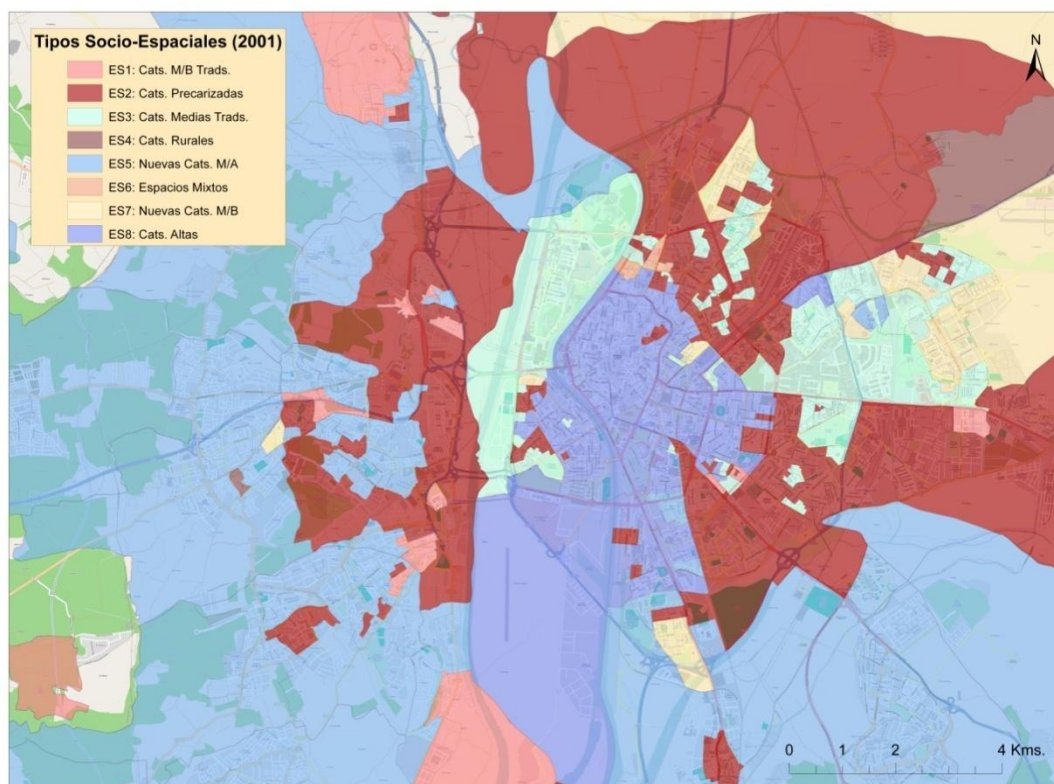 Tipos Socio-Espaciales (2001)
ES1: Cats. M/B Trads.
ES2: Cats. Precarizadas
ES3: Cats. Medias Trads.
ES4: Cats. Rurales
ES5: Nuevas Cats. M/A
ES6: Espacios Mixtos
ES7: Nuevas Cats. M/B
ES8: Cats. Altas
N
0 1 2 4 Kms.